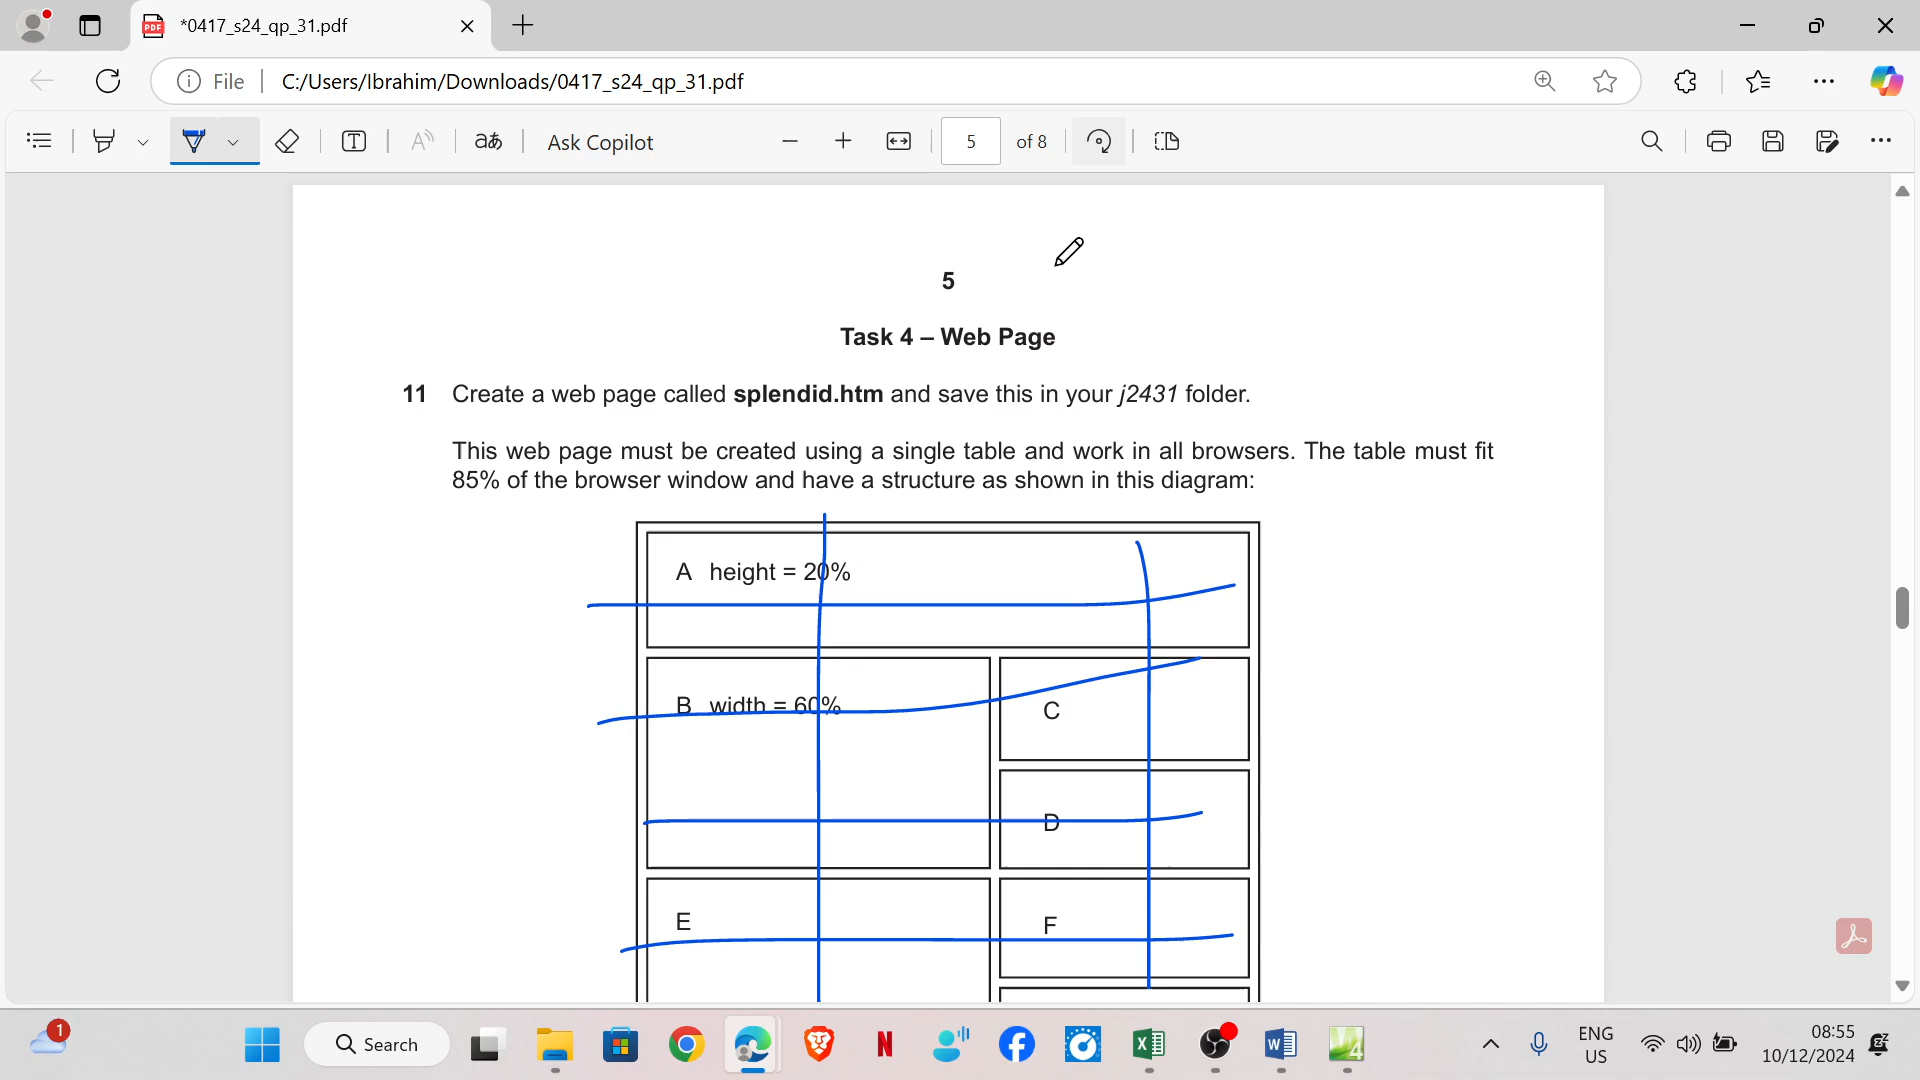 *0417_s24_qp_31.pdf
File
C:/Users/Ibrahim/Downloads/0417_s24_qp_31.pdf
Ask Copilot
5 of 8
5
Task 4 – Web Page
11 Create a web page called splendid.htm and save this in your j2431 folder.
This web page must be created using a single table and work in all browsers. The table must fit
85% of the browser window and have a structure as shown in this diagram:
A height = 20%
B width = 60%
C
D
E
F
1
Search
ENG
US
08:55
10/12/2024